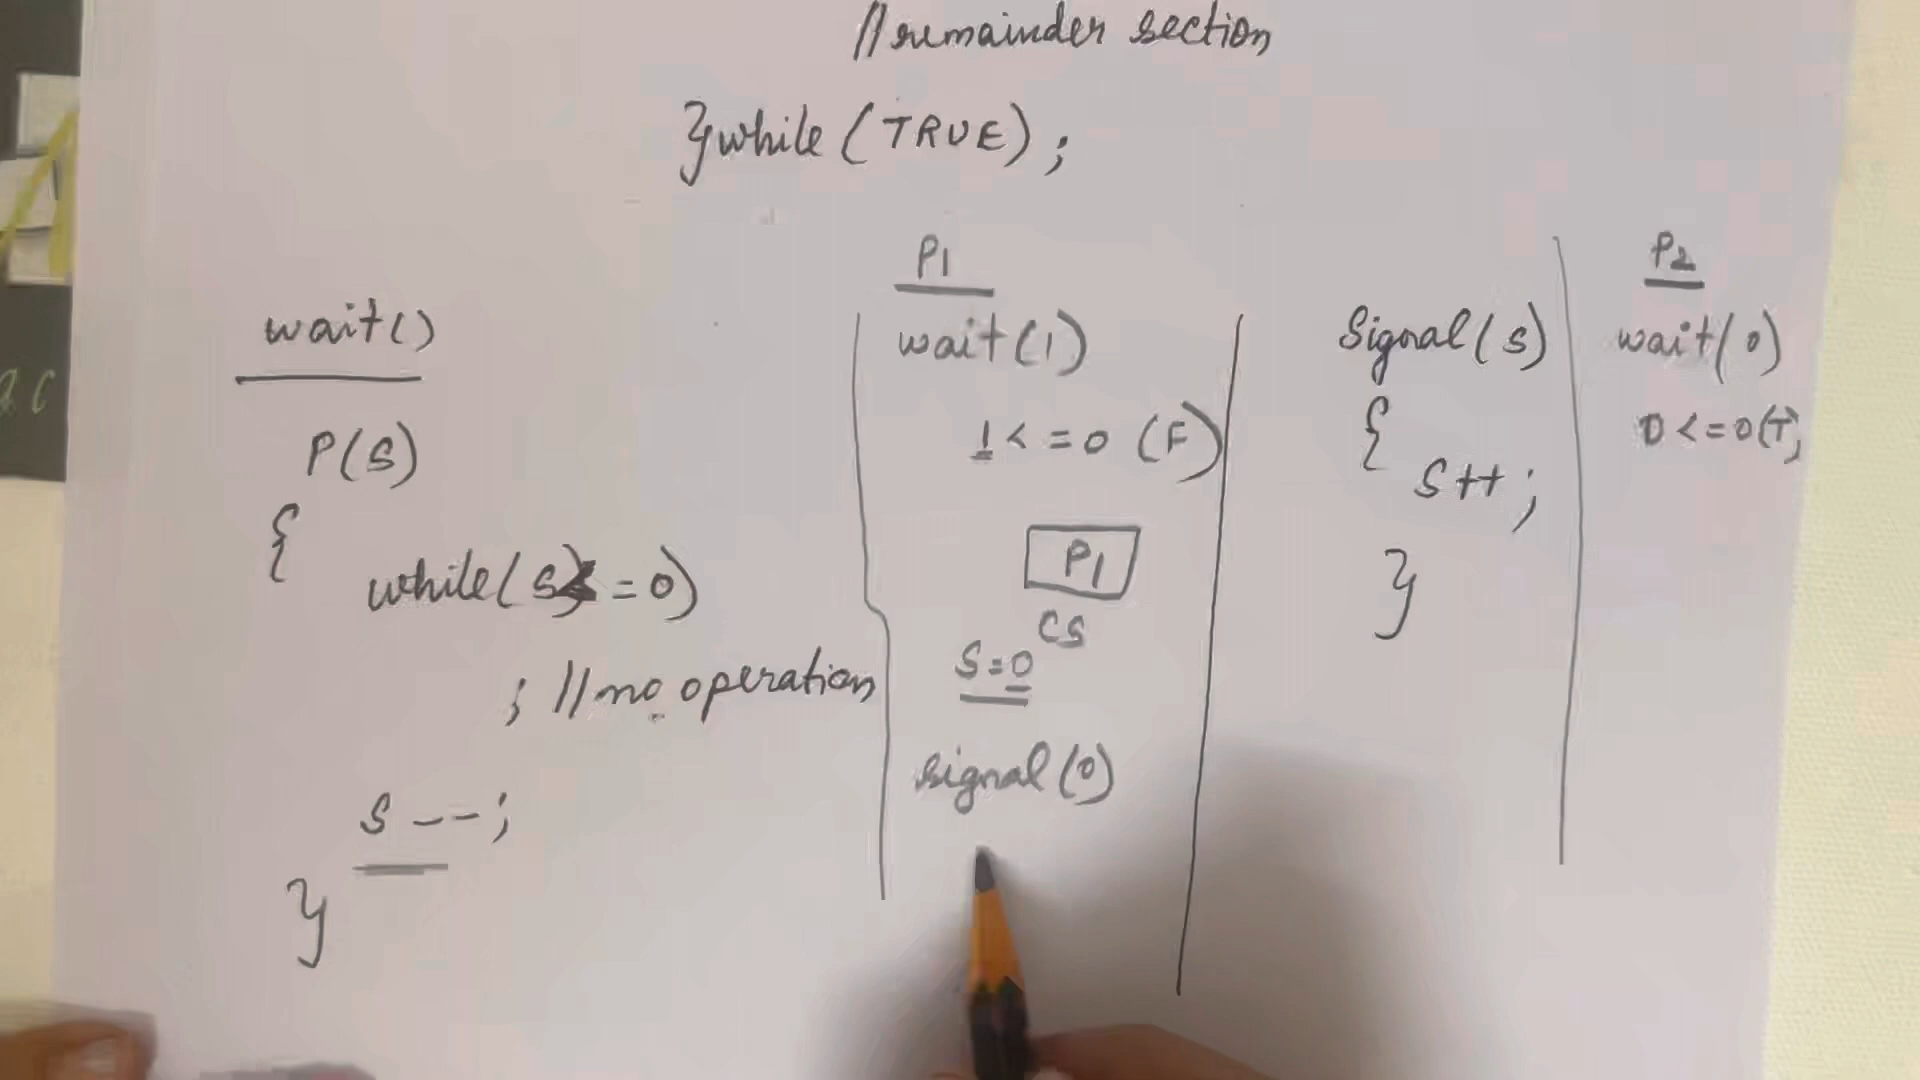 //remainder section
}while(TRUE);
wait()
P(S)
{
while(S<=0)
; //no operation
S--;
}
P1
wait(1)
1<=0 (F)
P1
CS
S=0
signal(0)
Signal(S)
{
S++;
}
P2
wait(0)
0<=0(T)